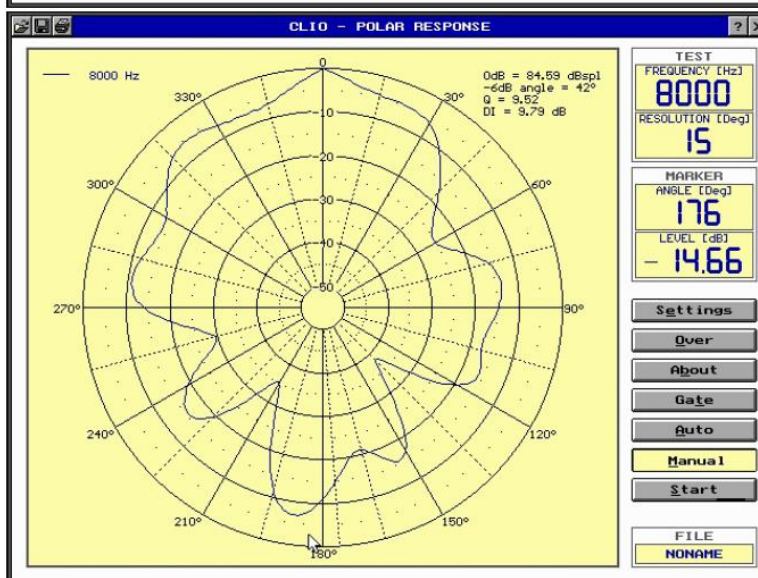 CLIO - POLAR RESPONSE
? X
8000 Hz
0dB = 84.59 dBspl
-6dB angle = 42°
Q = 9.52
DI = 9.79 dB
0
330°
30°
-10
-20
300°
60°
-30
-40
-50
270°
90°
240°
120°
210°
150°
180°
TEST
FREQUENCY [Hz]
8000
RESOLUTION [Deg]
15
MARKER
ANGLE [Deg]
176
LEVEL [dB]
- 14.66
Settings
Over
About
Gate
Auto
Manual
Start
FILE
NONAME